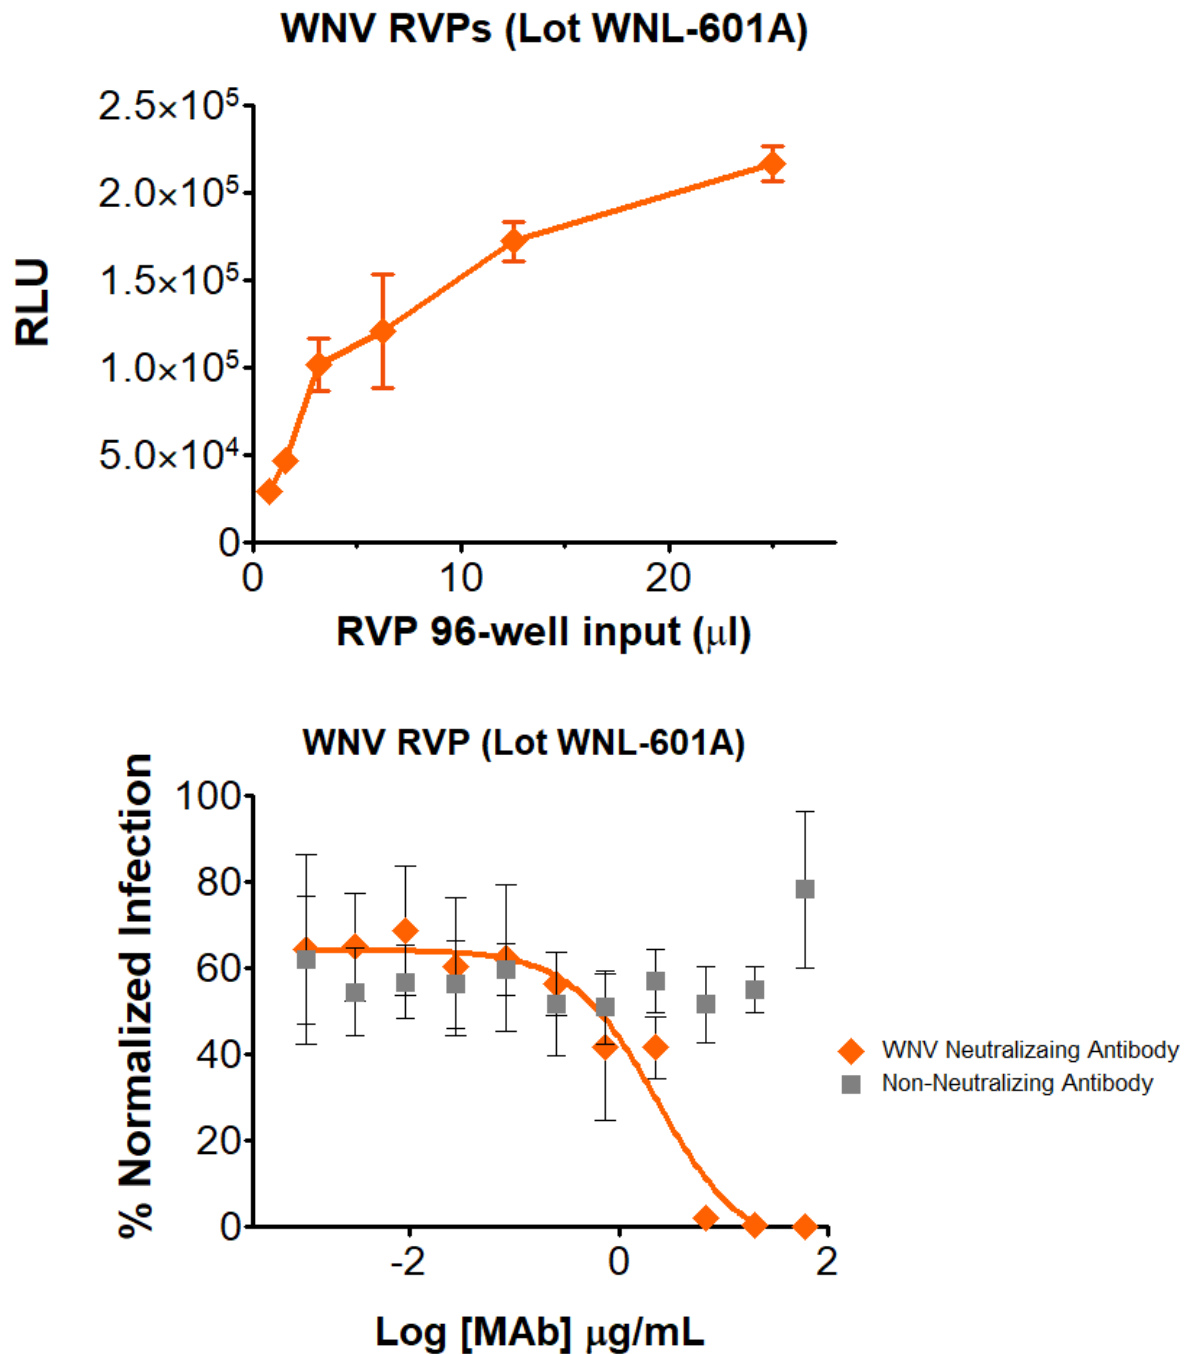 WNV RVPs (Lot WNL-601A)
2.5×10⁵
2.0×10⁵
1.5×10⁵
1.0×10⁵
5.0×10⁴
0
RLU
0 10 20
RVP 96-well input (μl)
WNV RVP (Lot WNL-601A)
100
80
60
40
20
0
% Normalized Infection
-2 0 2
Log [MAb] μg/mL
WNV Neutralizaing Antibody
Non-Neutralizing Antibody